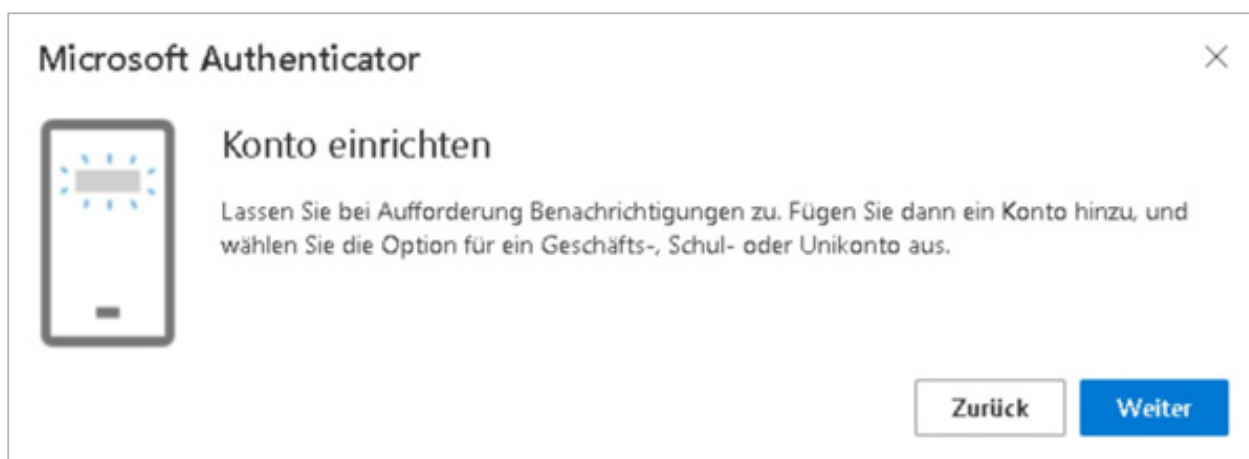 Microsoft Authenticator
Konto einrichten
Lassen Sie bei Aufforderung Benachrichtigungen zu. Fügen Sie dann ein Konto hinzu, und
wählen Sie die Option für ein Geschäfts-, Schul- oder Unikonto aus.
Zurück
Weiter